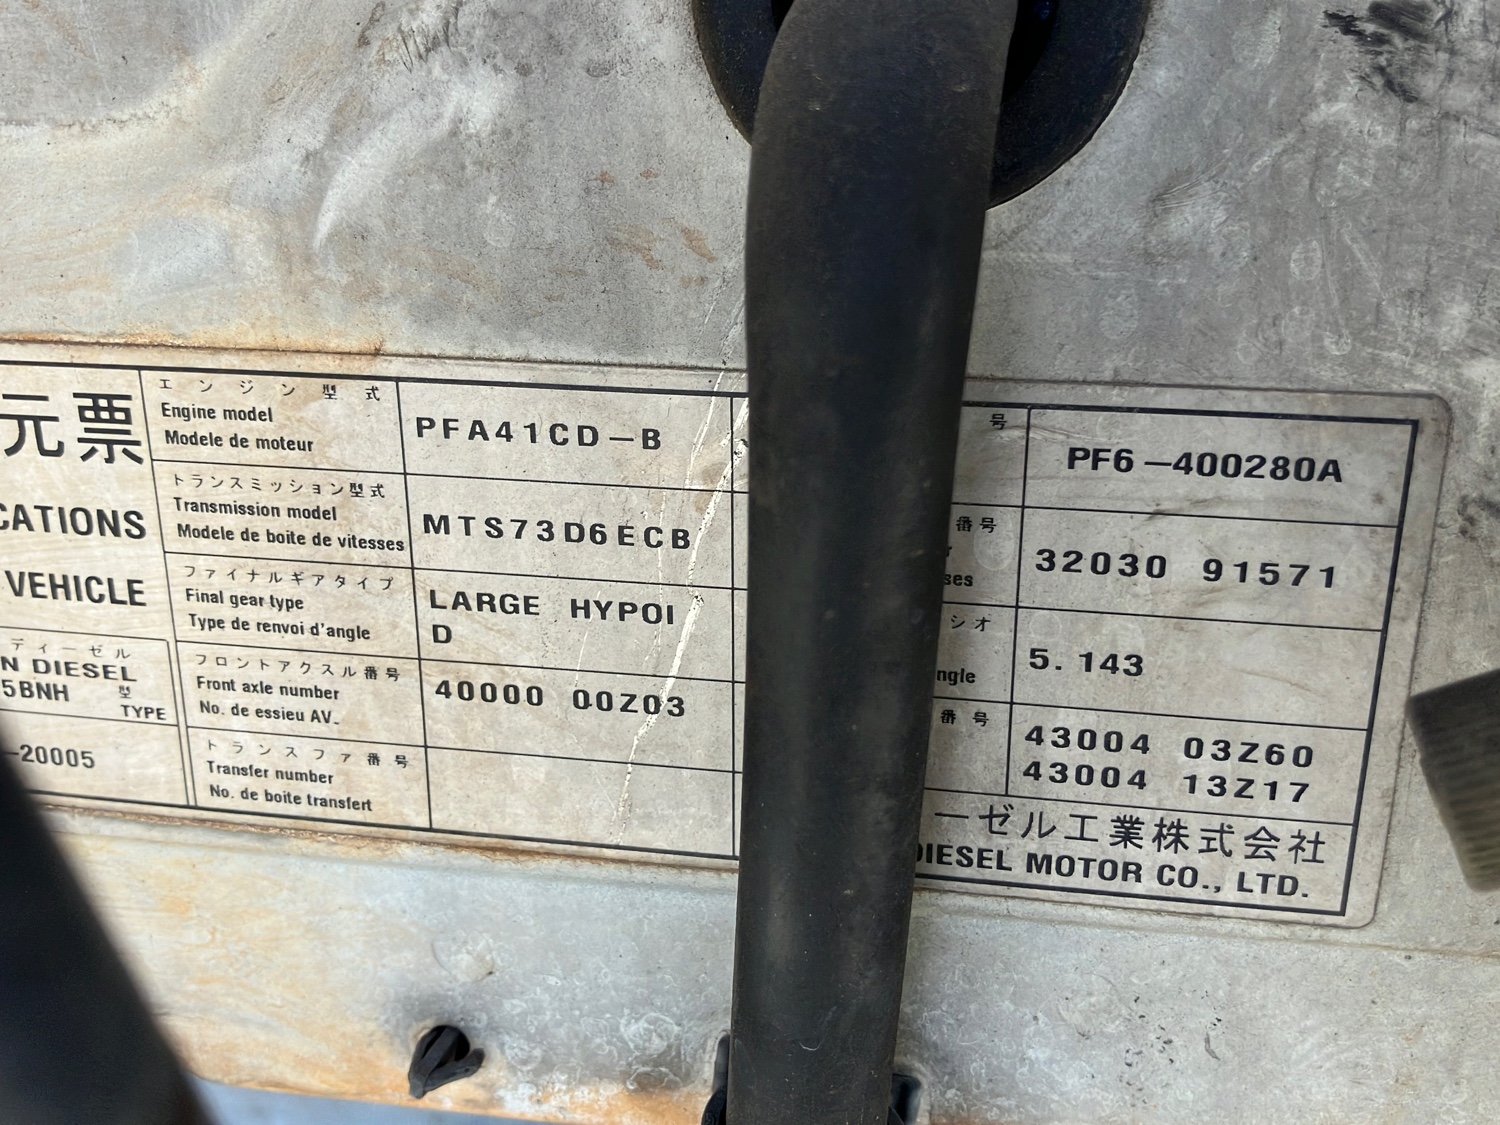 元票
CATIONS
VEHICLE
ディーゼル
N DIESEL
5BNH 型
TYPE
-20005
エンジン型式
Engine model
Modele de moteur
PFA41CD-B
トランスミッション型式
Transmission model
Modele de boite de vitesses
MTS73D6ECB
ファイナルギアタイプ
Final gear type
Type de renvoi d'angle
LARGE HYPOI
D
フロントアクスル番号
Front axle number
No. de essieu AV.
40000 00Z03
トランスファ番号
Transfer number
No. de boite transfert
号
PF6-400280A
番号
ses
32030 91571
シオ
ngle
5.143
番号
43004 03Z60
43004 13Z17
ーゼル工業株式会社
DIESEL MOTOR CO., LTD.